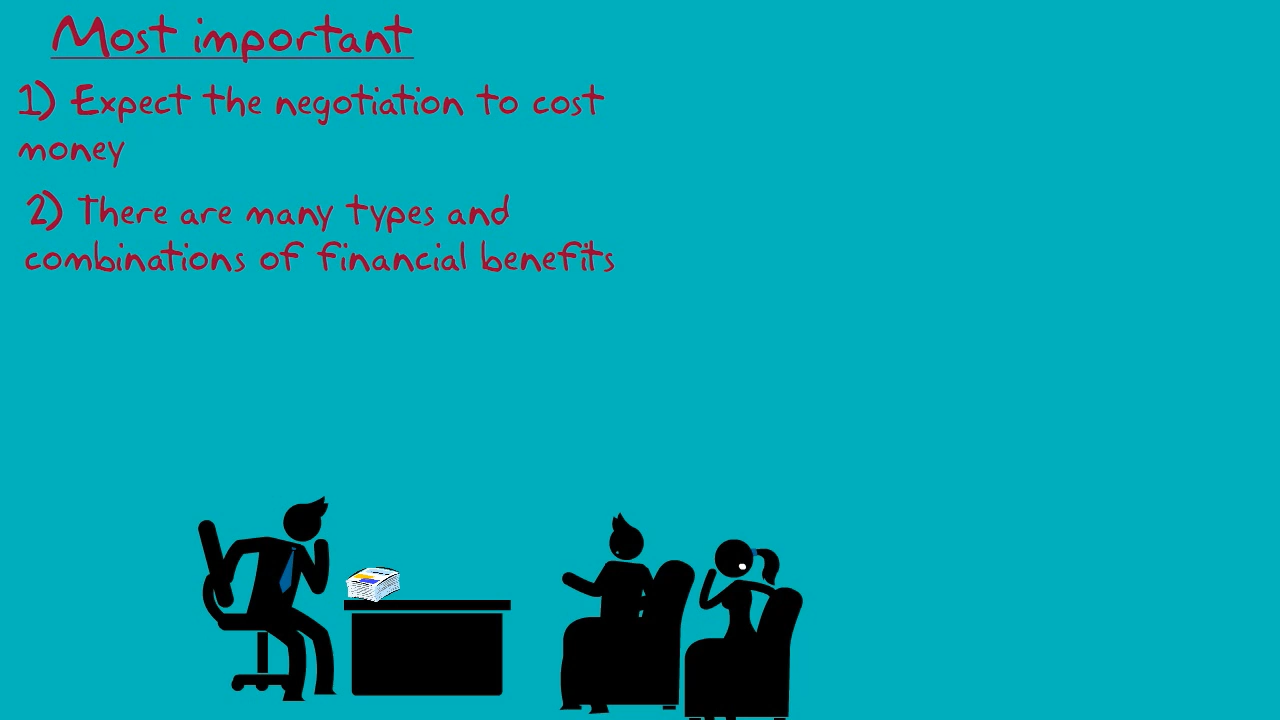 Most important
1) Expect the negotiation to cost
money
2) There are many types and
combinations of financial benefits